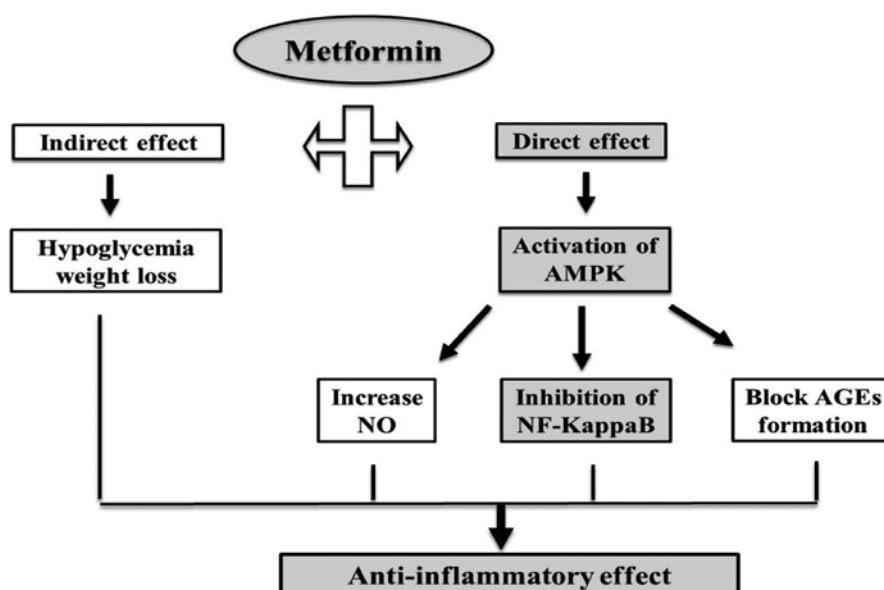 Metformin
Indirect effect
Direct effect
Hypoglycemia
weight loss
Activation of
AMPK
Increase
NO
Inhibition of
NF-KappaB
Block AGEs
formation
Anti-inflammatory effect